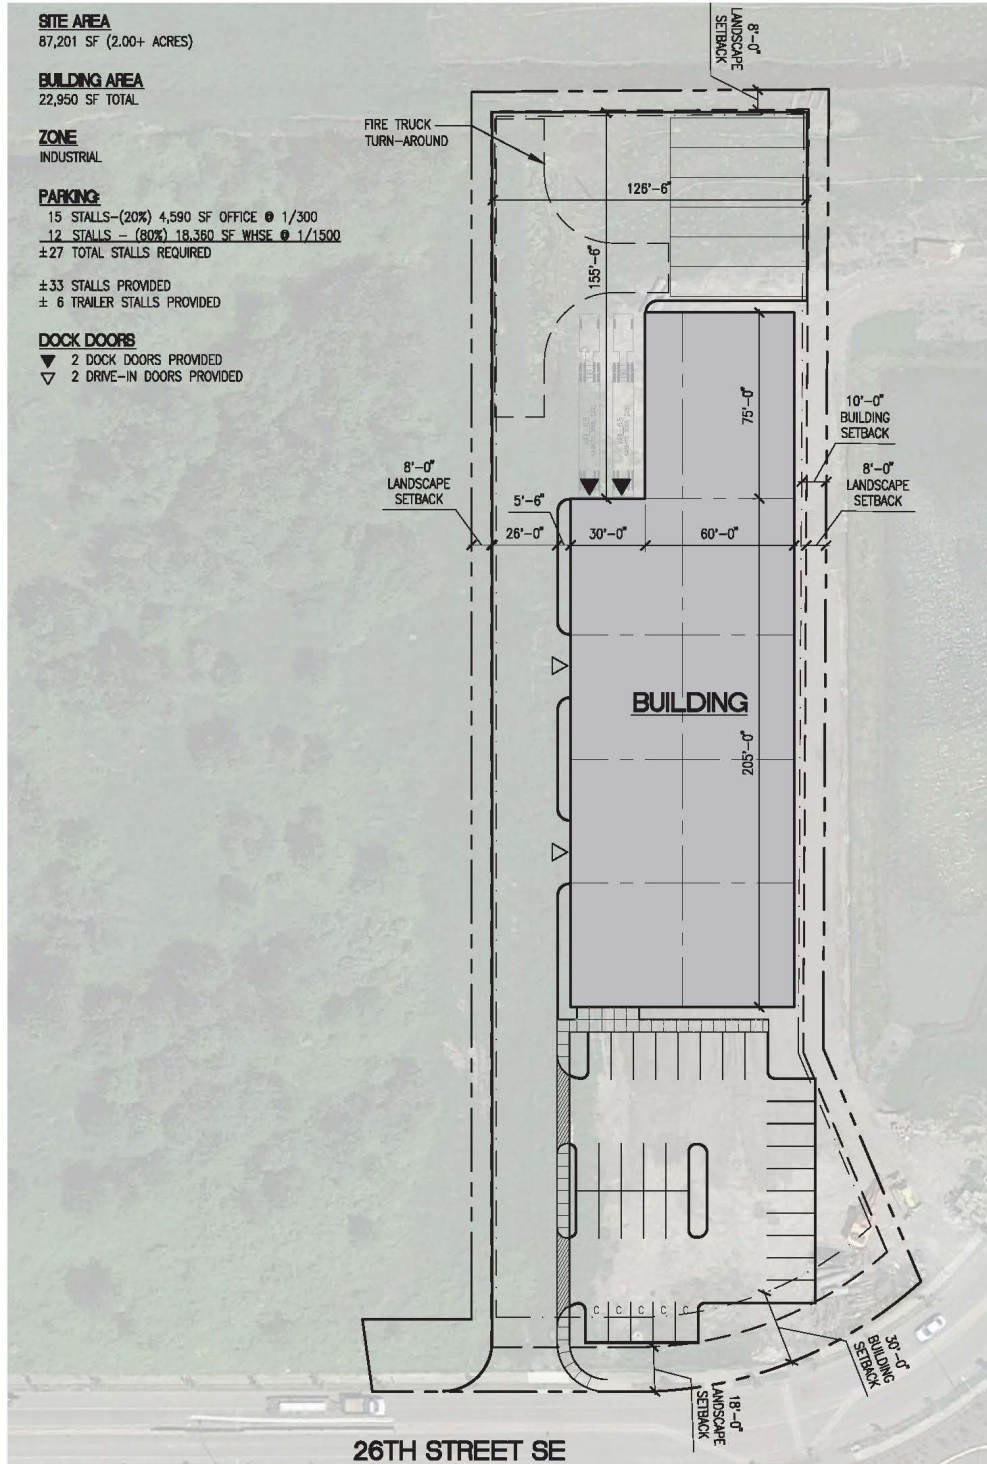 SITE AREA
87,201 SF (2.00+ ACRES)
BUILDING AREA
22,950 SF TOTAL
ZONE
INDUSTRIAL
PARKING:
15 STALLS-(20%) 4,590 SF OFFICE @ 1/300
12 STALLS - (80%) 18,360 SF WHSE @ 1/1500
±27 TOTAL STALLS REQUIRED
±33 STALLS PROVIDED
± 6 TRAILER STALLS PROVIDED
DOCK DOORS
2 DOCK DOORS PROVIDED
2 DRIVE-IN DOORS PROVIDED
8'-0"
LANDSCAPE
SETBACK
FIRE TRUCK
TURN-AROUND
126'-6"
155'-6"
75'-0"
10'-0"
BUILDING
SETBACK
8'-0"
LANDSCAPE
SETBACK
8'-0"
LANDSCAPE
SETBACK
5'-6"
26'-0"
30'-0"
60'-0"
BUILDING
205'-0"
C C C C C
30'-0"
BUILDING
SETBACK
18'-0"
LANDSCAPE
SETBACK
26TH STREET SE